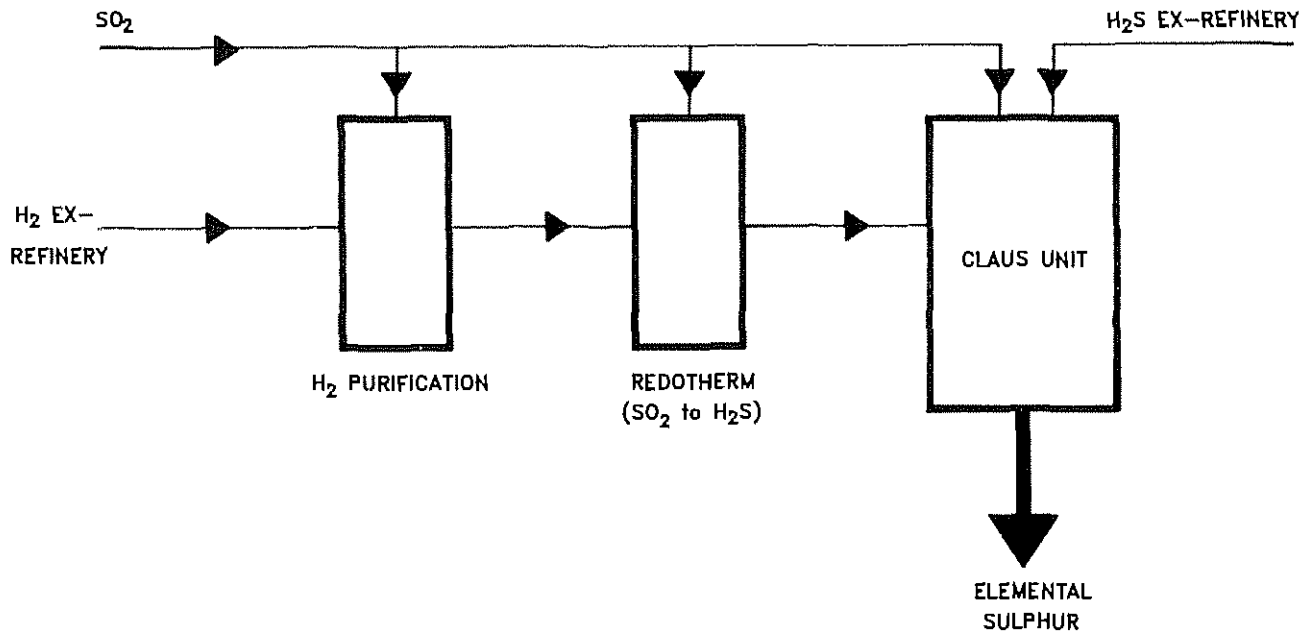 SO₂
H₂S EX-REFINERY
H₂ EX-
REFINERY
CLAUS UNIT
H₂ PURIFICATION
REDOTHERM
(SO₂ to H₂S)
ELEMENTAL
SULPHUR